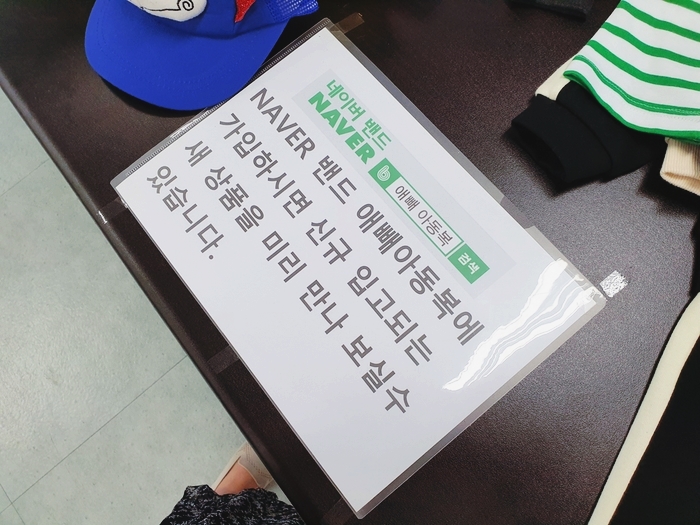 네이버 밴드
NAVER b 애빼 아동복 검색
NAVER 밴드 애빼아동복에
가입하시면 신규 입고되는
새 상품을 미리 만나 보실수
있습니다.